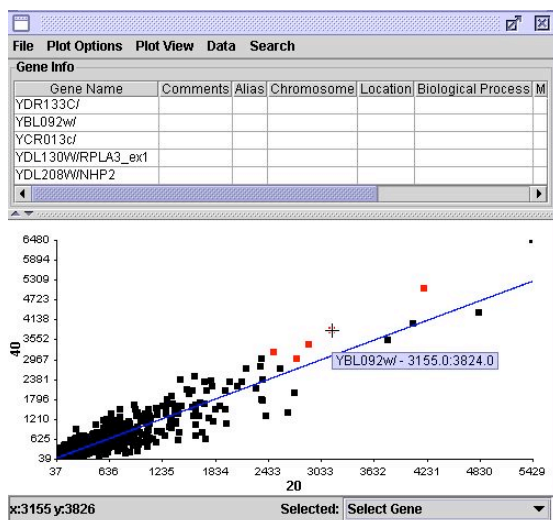 File Plot Options Plot View Data Search
Gene Info
Gene Name Comments Alias Chromosome Location Biological Process M
YDR133C/
YBL092w/
YCR013c/
YDL130W/RPLA3_ex1
YDL208W/NHP2
6480
5894
5309
4723
4138
3552
2967
2381
1796
1210
625
39
40
YBL092w/ - 3155.0:3824.0
37 636 1235 1834 2433 3033 3632 4231 4830 5429
20
x:3155 y:3826 Selected: Select Gene